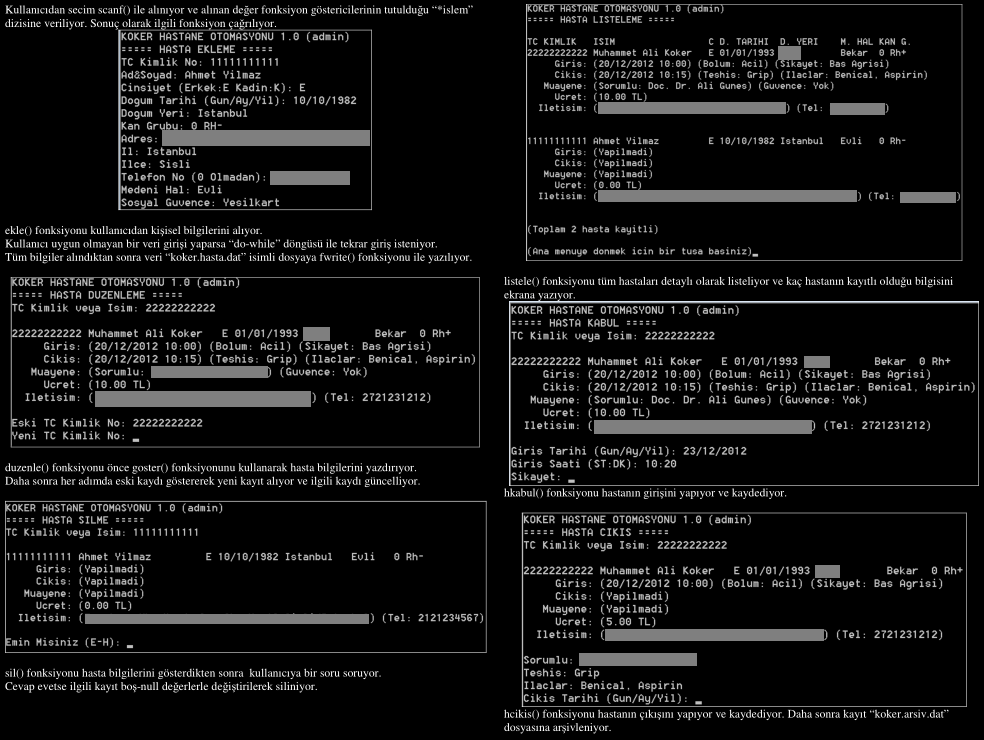 Kullanıcıdan secim scanf() ile alınıyor ve alınan değer fonksiyon göstericilerinin tutulduğu “*islem”
dizisine veriliyor. Sonuç olarak ilgili fonksiyon çağrılıyor.
KOKER HASTANE OTOMASYONU 1.0 (admin)
===== HASTA EKLEME =====
TC Kimlik No: 11111111111
Ad&Soyad: Ahmet Yilmaz
Cinsiyet (Erkek:E Kadin:K): E
Dogum Tarihi (Gun/Ay/Yil): 10/10/1982
Dogum Yeri: Istanbul
Kan Grubu: 0 RH-
Adres:
Il: Istanbul
Ilce: Sisli
Telefon No (0 Olmadan):
Medeni Hal: Evli
Sosyal Guvence: Yesilkart
ekle() fonksiyonu kullanıcıdan kişisel bilgilerini alıyor.
Kullanıcı uygun olmayan bir veri girişi yaparsa “do-while” döngüsü ile tekrar giriş isteniyor.
Tüm bilgiler alındıktan sonra veri “koker.hasta.dat” isimli dosyaya fwrite() fonksiyonu ile yazılıyor.
KOKER HASTANE OTOMASYONU 1.0 (admin)
===== HASTA DUZENLEME =====
TC Kimlik veya Isim: 22222222222
22222222222 Muhammet Ali Koker E 01/01/1993 Bekar 0 Rh+
Giris: (20/12/2012 10:00) (Bolum: Acil) (Sikayet: Bas Agrisi)
Cikis: (20/12/2012 10:15) (Teshis: Grip) (Ilaclar: Benical, Aspirin)
Muayene: (Sorumlu: ) (Guvence: Yok)
Ucret: (10.00 TL)
Iletisim: ( ) (Tel: 2721231212)
Eski TC Kimlik No: 22222222222
Yeni TC Kimlik No: _
duzenle() fonksiyonu önce goster() fonksiyonunu kullanarak hasta bilgilerini yazdırıyor.
Daha sonra her adımda eski kaydı göstererek yeni kayıt alıyor ve ilgili kaydı güncelliyor.
KOKER HASTANE OTOMASYONU 1.0 (admin)
===== HASTA SILME =====
TC Kimlik veya Isim: 11111111111
11111111111 Ahmet Yilmaz E 10/10/1982 Istanbul Evli 0 Rh-
Giris: (Yapilmadi)
Cikis: (Yapilmadi)
Muayene: (Yapilmadi)
Ucret: (0.00 TL)
Iletisim: ( ) (Tel: 2121234567)
Emin Misiniz (E-H): _
sil() fonksiyonu hasta bilgilerini gösterdikten sonra kullanıcıya bir soru soruyor.
Cevap evetse ilgili kayıt boş-null değerlerle değiştirilerek siliniyor.
KOKER HASTANE OTOMASYONU 1.0 (admin)
===== HASTA LISTELEME =====
TC KIMLIK ISIM C D. TARIHI D. YERI M. HAL KAN G.
22222222222 Muhammet Ali Koker E 01/01/1993 Bekar 0 Rh+
Giris: (20/12/2012 10:00) (Bolum: Acil) (Sikayet: Bas Agrisi)
Cikis: (20/12/2012 10:15) (Teshis: Grip) (Ilaclar: Benical, Aspirin)
Muayene: (Sorumlu: Doc. Dr. Ali Gunes) (Guvence: Yok)
Ucret: (10.00 TL)
Iletisim: ( ) (Tel: )
11111111111 Ahmet Yilmaz E 10/10/1982 Istanbul Evli 0 Rh-
Giris: (Yapilmadi)
Cikis: (Yapilmadi)
Muayene: (Yapilmadi)
Ucret: (0.00 TL)
Iletisim: ( ) (Tel: )
(Toplam 2 hasta kayitli)
(Ana menuye donmek icin bir tusa basiniz)_
listele() fonksiyonu tüm hastaları detaylı olarak listeliyor ve kaç hastanın kayıtlı olduğu bilgisini
ekrana yazıyor.
KOKER HASTANE OTOMASYONU 1.0 (admin)
===== HASTA KABUL =====
TC Kimlik veya Isim: 22222222222
22222222222 Muhammet Ali Koker E 01/01/1993 Bekar 0 Rh+
Giris: (20/12/2012 10:00) (Bolum: Acil) (Sikayet: Bas Agrisi)
Cikis: (20/12/2012 10:15) (Teshis: Grip) (Ilaclar: Benical, Aspirin)
Muayene: (Sorumlu: Doc. Dr. Ali Gunes) (Guvence: Yok)
Ucret: (10.00 TL)
Iletisim: ( ) (Tel: 2721231212)
Giris Tarihi (Gun/Ay/Yil): 23/12/2012
Giris Saati (ST:DK): 10:20
Sikayet: _
hkabul() fonksiyonu hastanın girişini yapıyor ve kaydediyor.
KOKER HASTANE OTOMASYONU 1.0 (admin)
===== HASTA CIKIS =====
TC Kimlik veya Isim: 22222222222
22222222222 Muhammet Ali Koker E 01/01/1993 Bekar 0 Rh+
Giris: (20/12/2012 10:00) (Bolum: Acil) (Sikayet: Bas Agrisi)
Cikis: (Yapilmadi)
Muayene: (Yapilmadi)
Ucret: (5.00 TL)
Iletisim: ( ) (Tel: 2721231212)
Sorumlu:
Teshis: Grip
Ilaclar: Benical, Aspirin
Cikis Tarihi (Gun/Ay/Yil): _
hcikis() fonksiyonu hastanın çıkışını yapıyor ve kaydediyor. Daha sonra kayıt “koker.arsiv.dat”
dosyasına arşivleniyor.